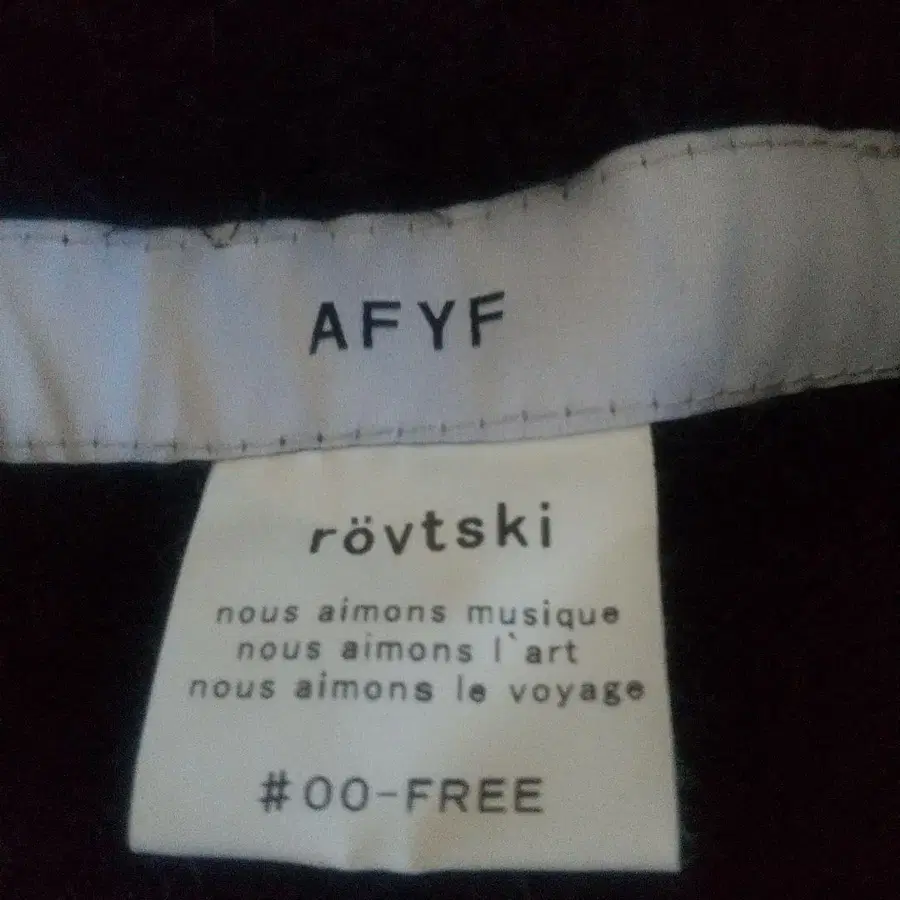 AFYF
rövtski
nous aimons musique
nous aimons l`art
nous aimons le voyage
#00-FREE